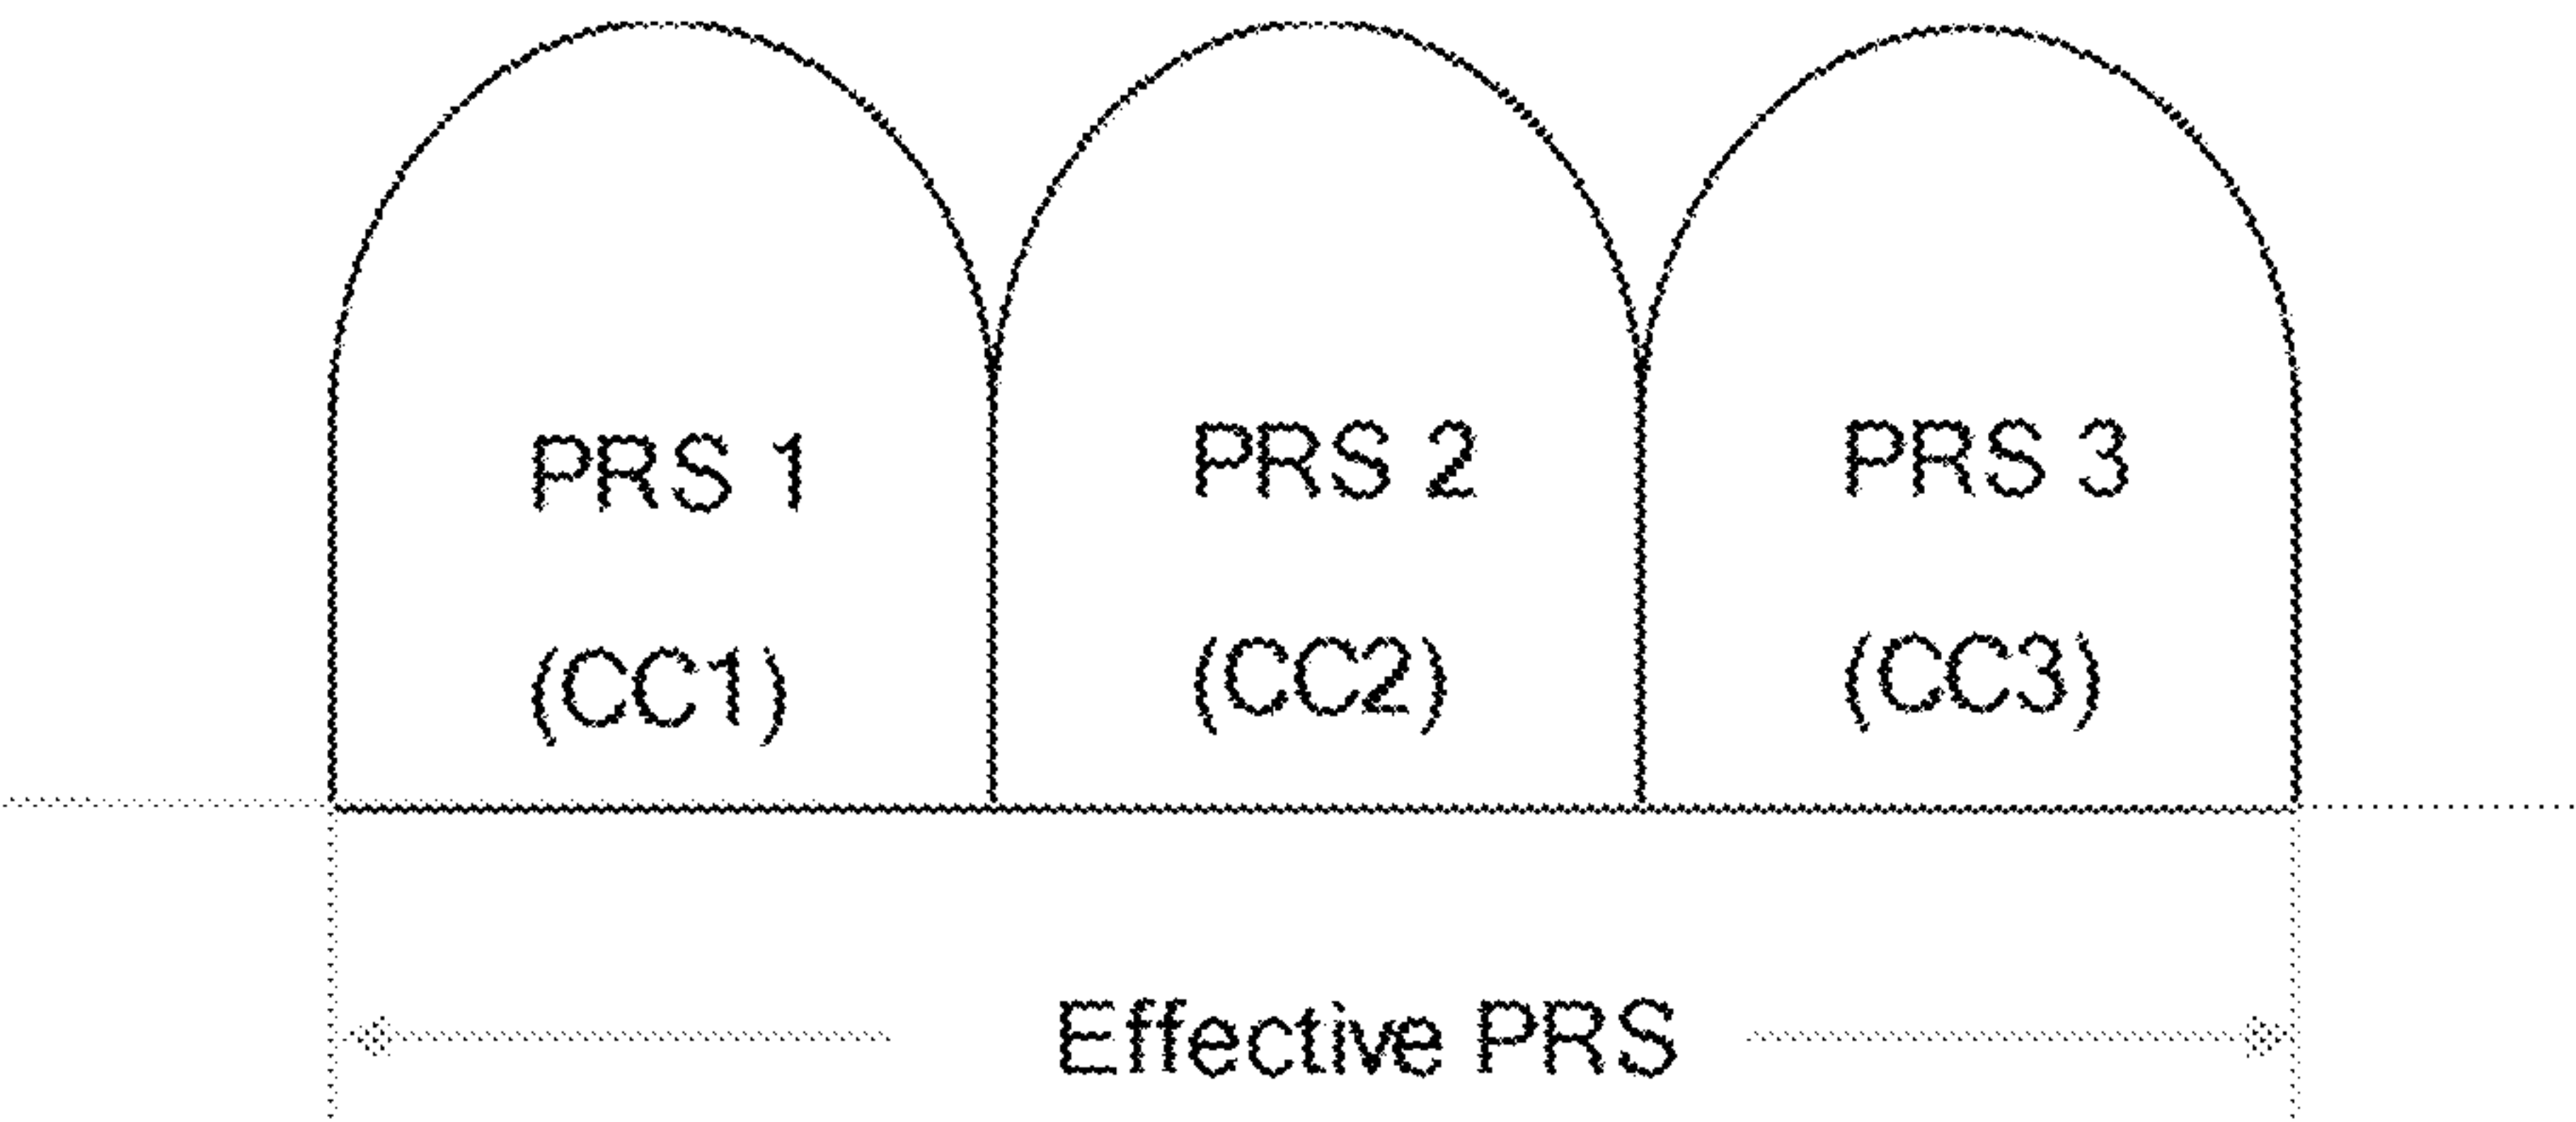 PRS 1
(CC1)
PRS 2
(CC2)
PRS 3
(CC3)
Effective PRS